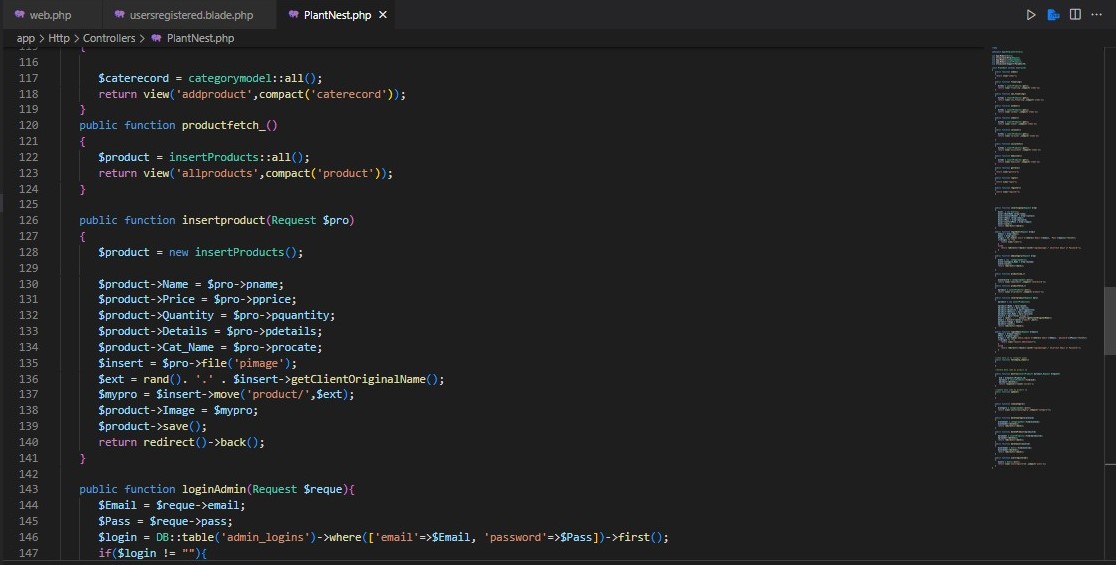 web.php usersregistered.blade.php PlantNest.php
app > Http > Controllers > PlantNest.php
115 {
116
117 $caterecord = categorymodel::all();
118 return view('addproduct',compact('caterecord'));
119 }
120 public function productfetch_()
121 {
122 $product = insertProducts::all();
123 return view('allproducts',compact('product'));
124 }
125
126 public function insertproduct(Request $pro)
127 {
128 $product = new insertProducts();
129
130 $product->Name = $pro->pname;
131 $product->Price = $pro->pprice;
132 $product->Quantity = $pro->pquantity;
133 $product->Details = $pro->pdetails;
134 $product->Cat_Name = $pro->procate;
135 $insert = $pro->file('pimage');
136 $ext = rand(). '.' . $insert->getClientOriginalName();
137 $mypro = $insert->move('product/',$ext);
138 $product->Image = $mypro;
139 $product->save();
140 return redirect()->back();
141 }
142
143 public function loginAdmin(Request $reque){
144 $Email = $reque->email;
145 $Pass = $reque->pass;
146 $login = DB::table('admin_logins')->where(['email'=>$Email, 'password'=>$Pass])->first();
147 if($login != ""){